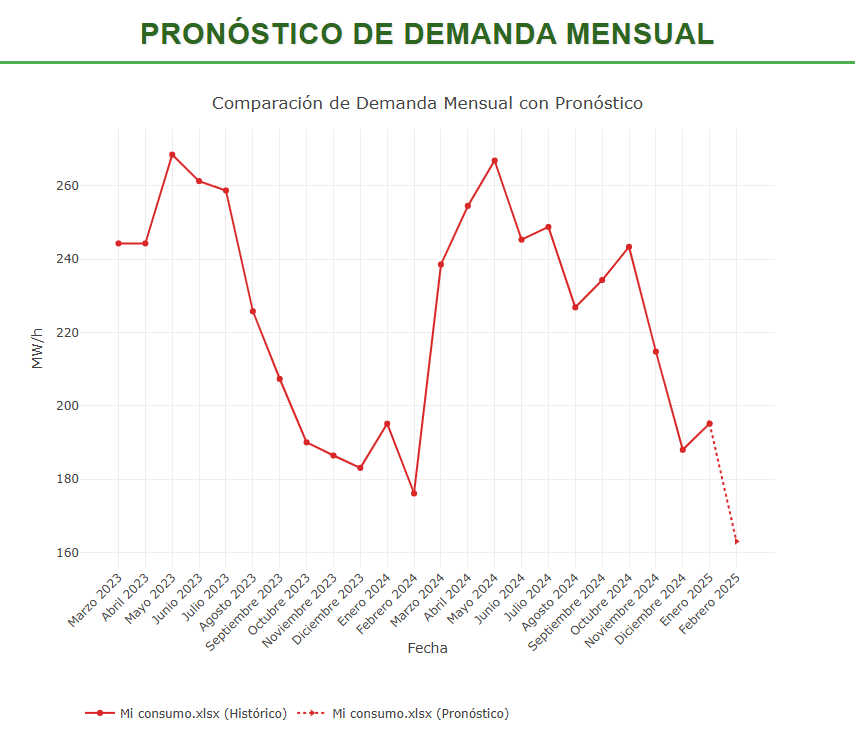 PRONÓSTICO DE DEMANDA MENSUAL
Comparación de Demanda Mensual con Pronóstico
MW/h
260
240
220
200
180
160
Marzo 2023
Abril 2023
Mayo 2023
Junio 2023
Julio 2023
Agosto 2023
Septiembre 2023
Octubre 2023
Noviembre 2023
Diciembre 2023
Enero 2024
Febrero 2024
Marzo 2024
Abril 2024
Mayo 2024
Junio 2024
Julio 2024
Agosto 2024
Septiembre 2024
Octubre 2024
Noviembre 2024
Diciembre 2024
Enero 2025
Febrero 2025
Fecha
Mi consumo.xlsx (Histórico)
Mi consumo.xlsx (Pronóstico)